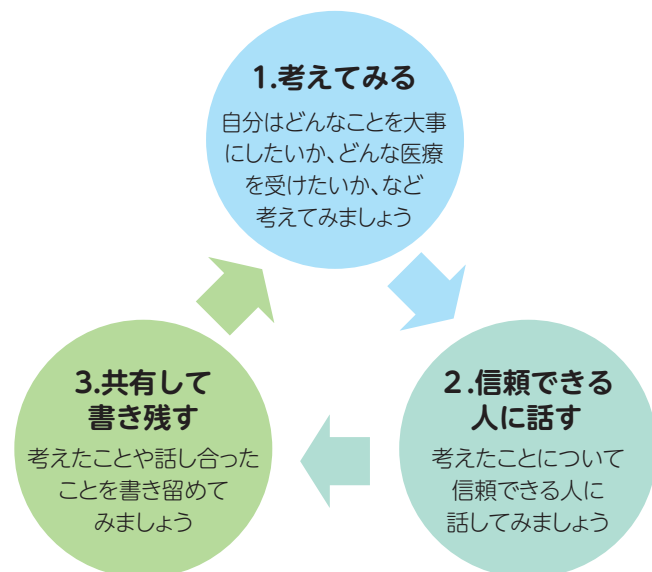 1.考えてみる
自分はどんなことを大事
にしたいか、どんな医療
を受けたいか、など
考えてみましょう
2.信頼できる
人に話す
考えたことについて
信頼できる人に
話してみましょう
3.共有して
書き残す
考えたことや話し合った
ことを書き留めて
みましょう